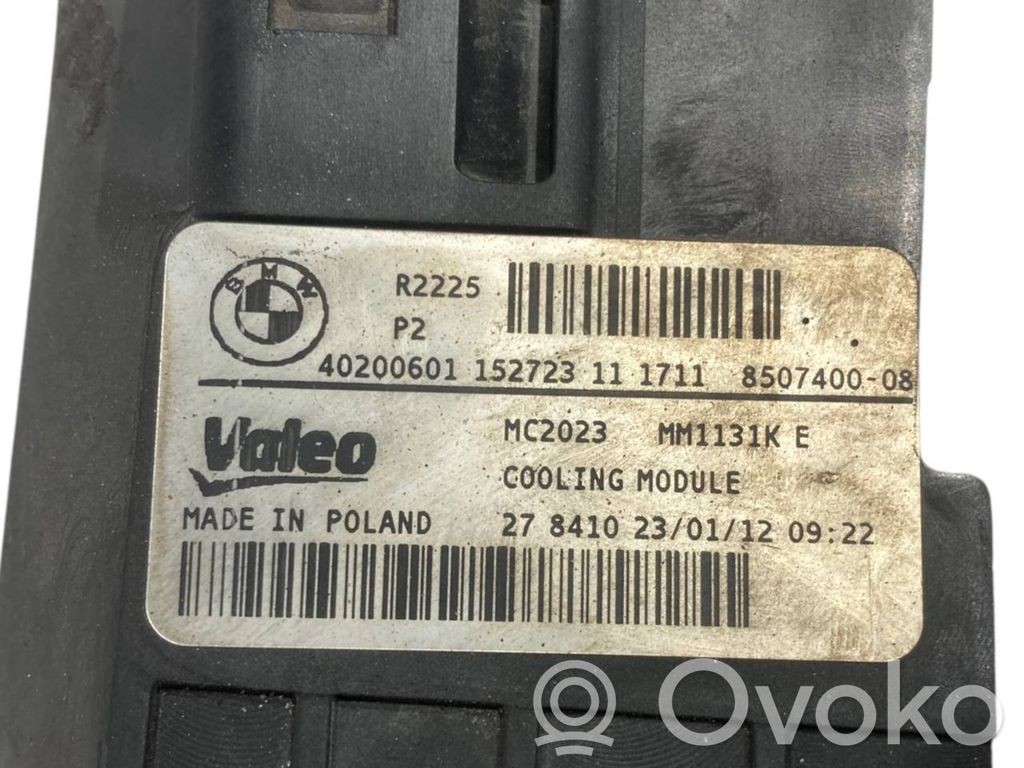 BMW
R2225
P2
40200601 152723 11 1711 8507400-08
Valeo
MC2023 MM1131K E
COOLING MODULE
MADE IN POLAND 27 8410 23/01/12 09:22
Ovoko